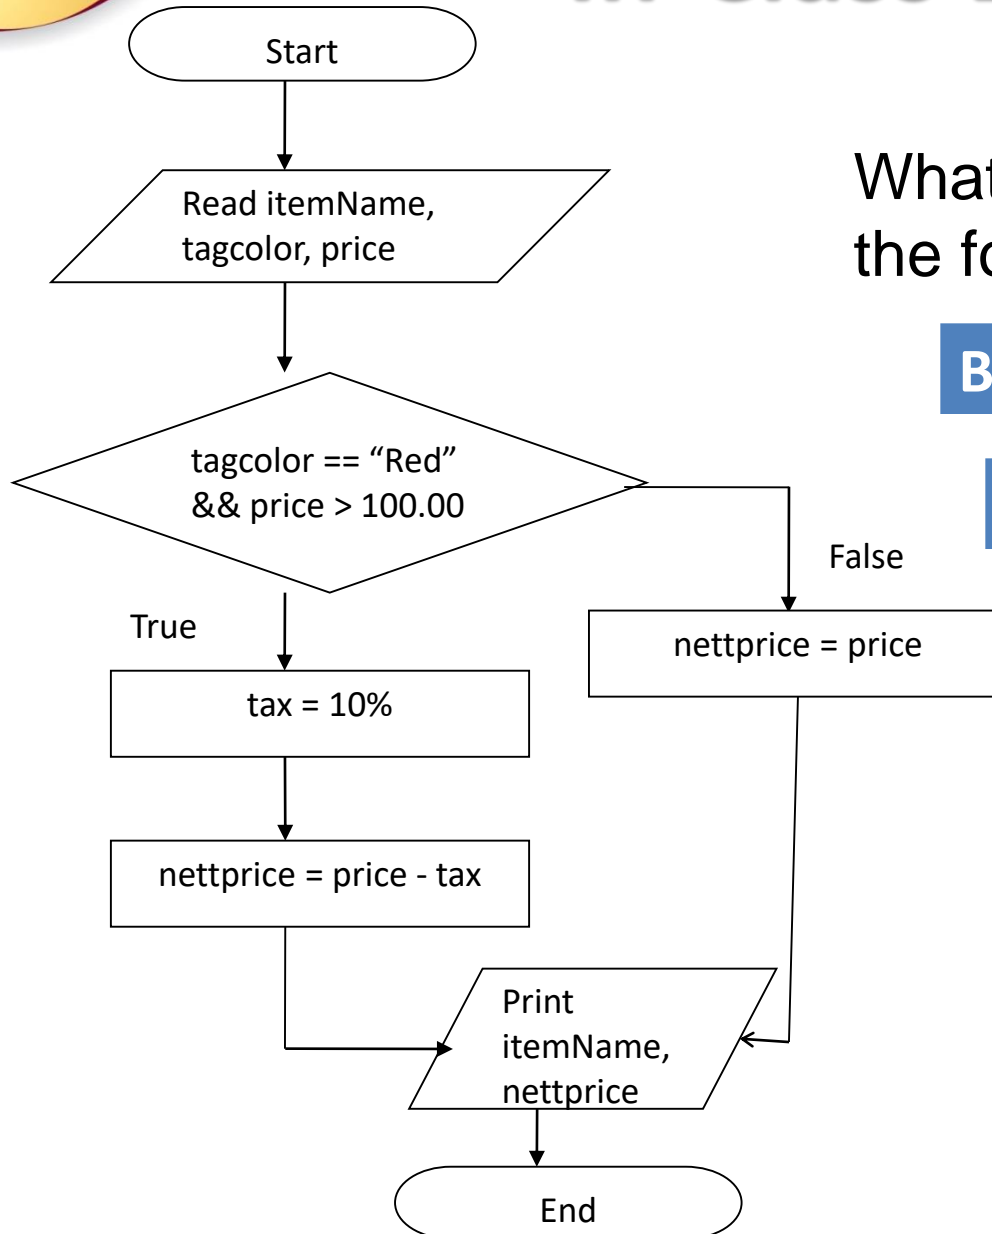 Start
Read itemName,
tagcolor, price
What
the fo
B
tagcolor == “Red”
&& price > 100.00
False
True
nettprice = price
tax = 10%
nettprice = price - tax
Print
itemName,
nettprice
End